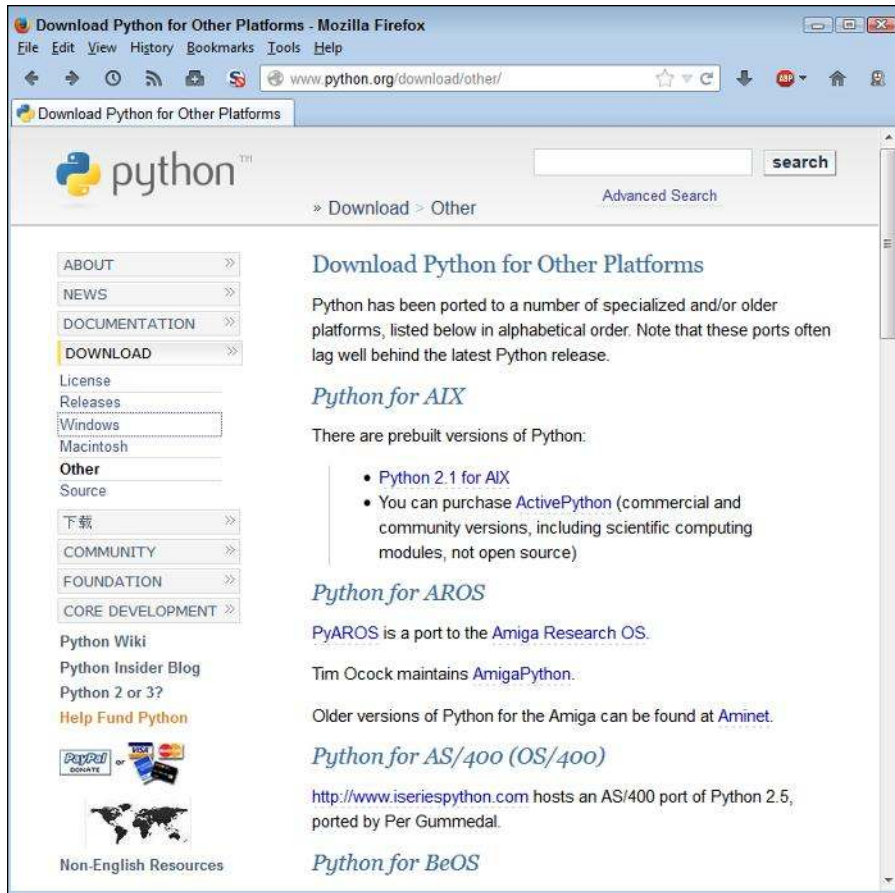 Download Python for Other Platforms - Mozilla Firefox
File Edit View History Bookmarks Tools Help
www.python.org/download/other/
ABP
Download Python for Other Platforms
python™
search
Advanced Search
» Download > Other
ABOUT »
NEWS »
DOCUMENTATION »
DOWNLOAD »
License
Releases
Windows
Macintosh
Other
Source
下载 »
COMMUNITY »
FOUNDATION »
CORE DEVELOPMENT »
Python Wiki
Python Insider Blog
Python 2 or 3?
Help Fund Python
PayPal
DONATE
or
VISA
Non-English Resources
Download Python for Other Platforms
Python has been ported to a number of specialized and/or older
platforms, listed below in alphabetical order. Note that these ports often
lag well behind the latest Python release.
Python for AIX
There are prebuilt versions of Python:
• Python 2.1 for AIX
• You can purchase ActivePython (commercial and
community versions, including scientific computing
modules, not open source)
Python for AROS
PyAROS is a port to the Amiga Research OS.
Tim Ocock maintains AmigaPython.
Older versions of Python for the Amiga can be found at Aminet.
Python for AS/400 (OS/400)
http://www.iseriespython.com hosts an AS/400 port of Python 2.5,
ported by Per Gummedal.
Python for BeOS